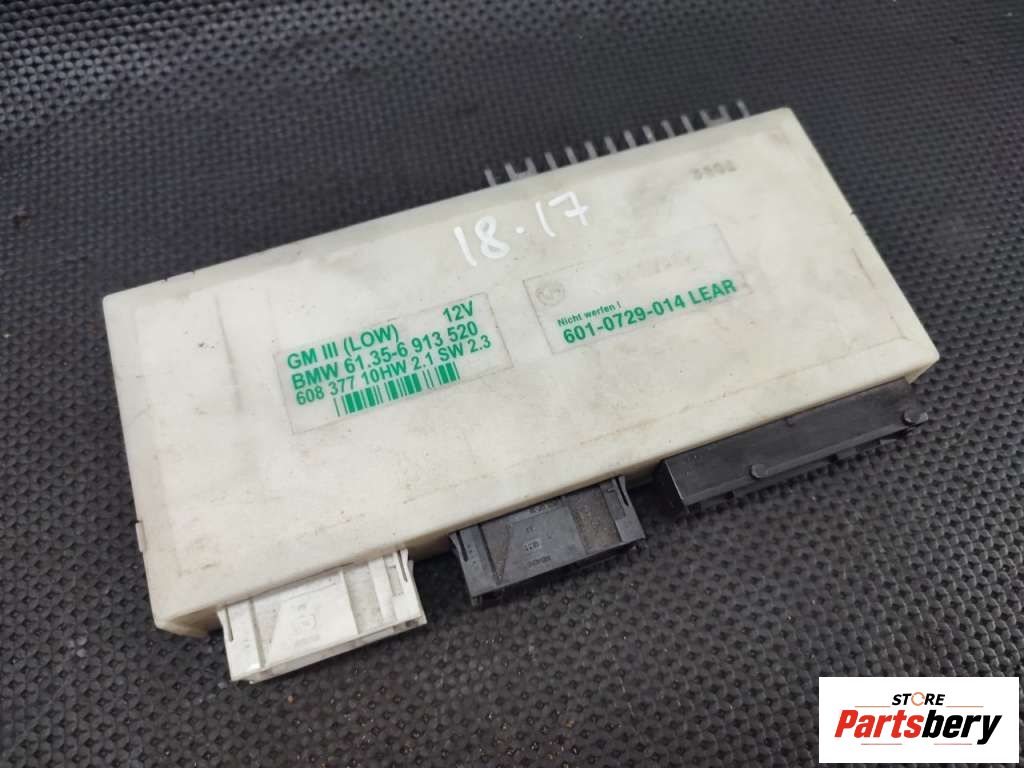 18.17
GM III (LOW) 12V
BMW 61.35-6 913 520
608 377 10HW 2.1 SW 2.3
Nicht werfen !
601-0729-014 LEAR
STORE
Partsbery